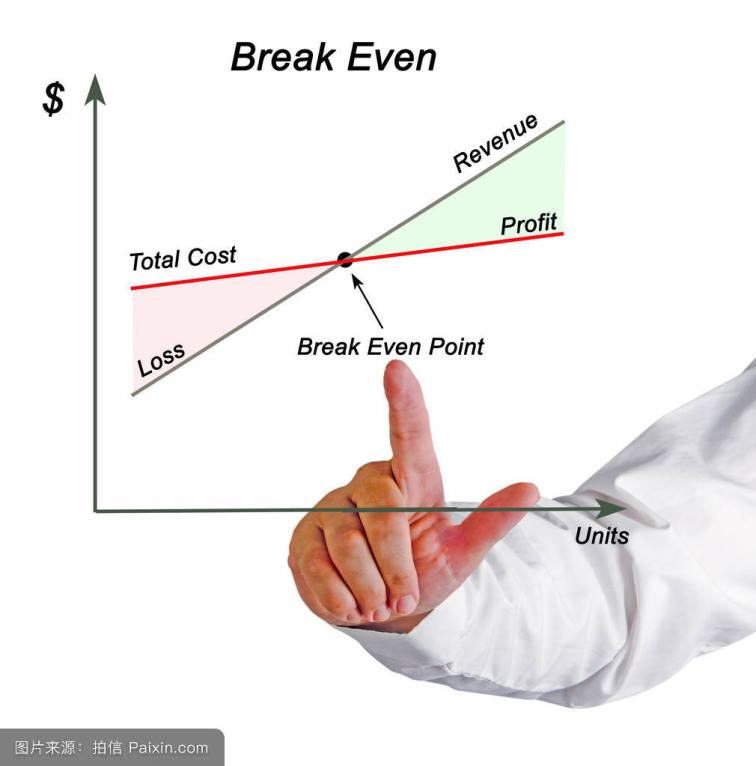 Break Even
$
Revenue
Profit
Total Cost
Loss
Break Even Point
Units
图片来源：拍信 Paixin.com